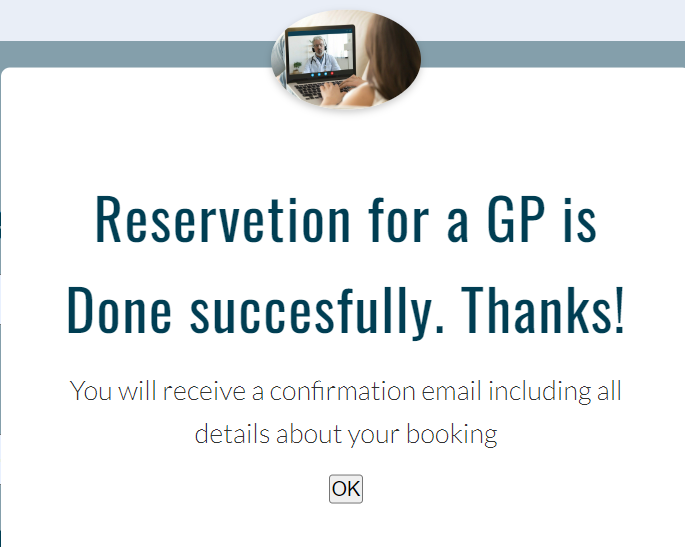 Reservetion for a GP is
Done succesfully. Thanks!
You will receive a confirmation email including all
details about your booking
OK